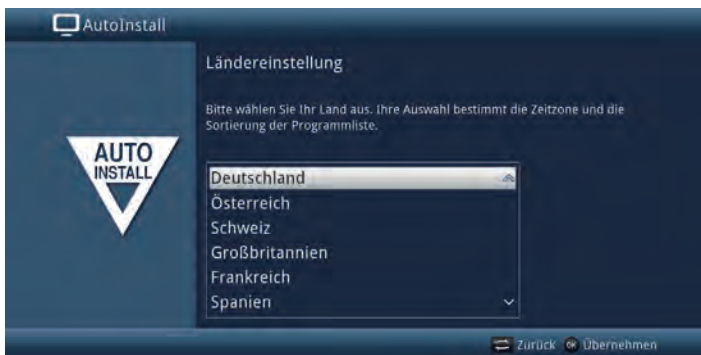 AutoInstall
Ländereinstellung
Bitte wählen Sie Ihr Land aus. Ihre Auswahl bestimmt die Zeitzone und die
Sortierung der Programmliste.
AUTO
INSTALL
Deutschland
Österreich
Schweiz
Großbritannien
Frankreich
Spanien
Zurück OK Übernehmen